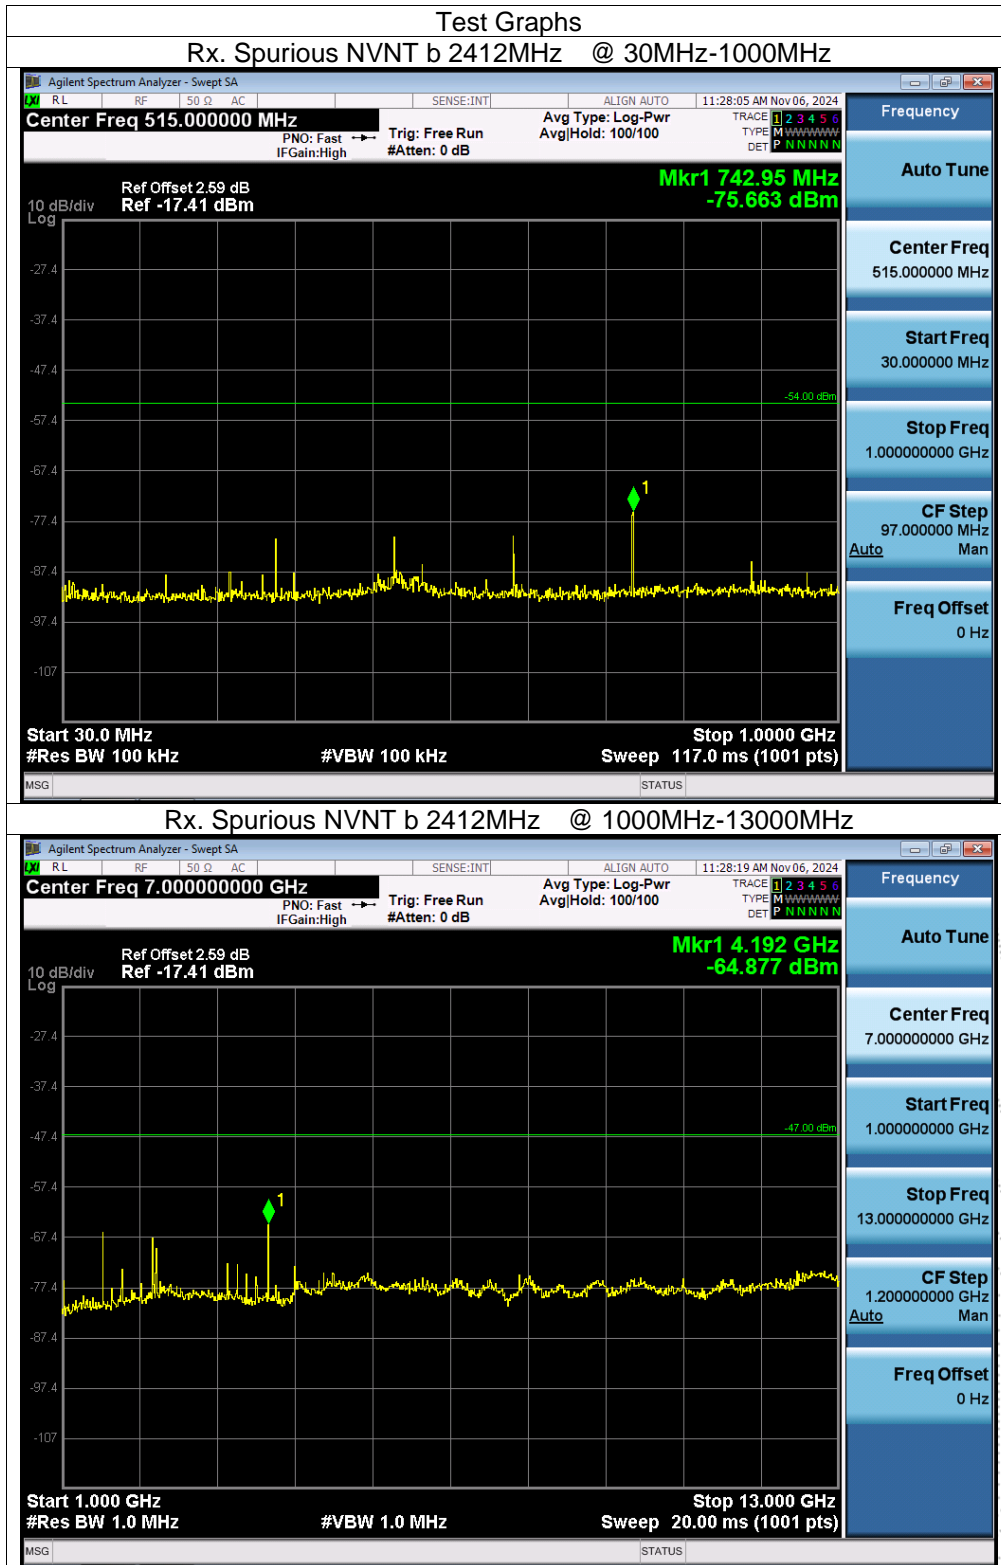 Test Graphs
Rx. Spurious NVNT b 2412MHz @ 30MHz-1000MHz
Agilent Spectrum Analyzer - Swept SA
LXI RL RF 50 Ω AC SENSE:INT ALIGN AUTO 11:28:05 AM Nov 06, 2024
Center Freq 515.000000 MHz
PNO: Fast
IFGain:High
Trig: Free Run
#Atten: 0 dB
Avg Type: Log-Pwr
Avg|Hold: 100/100
TRACE 1 2 3 4 5 6
TYPE M WWWWW
DET P N N N N N
Frequency
Auto Tune
Mkr1 742.95 MHz
-75.663 dBm
Ref Offset 2.59 dB
10 dB/div Ref -17.41 dBm
Log
-27.4
-37.4
-47.4
-57.4
-67.4
-77.4
-87.4
-97.4
-107
-54.00 dBm
1
Center Freq
515.000000 MHz
Start Freq
30.000000 MHz
Stop Freq
1.000000000 GHz
CF Step
97.000000 MHz
Auto Man
Freq Offset
0 Hz
Start 30.0 MHz Stop 1.0000 GHz
#Res BW 100 kHz #VBW 100 kHz Sweep 117.0 ms (1001 pts)
MSG STATUS
Rx. Spurious NVNT b 2412MHz @ 1000MHz-13000MHz
Agilent Spectrum Analyzer - Swept SA
LXI RL RF 50 Ω AC SENSE:INT ALIGN AUTO 11:28:19 AM Nov 06, 2024
Center Freq 7.000000000 GHz
PNO: Fast
IFGain:High
Trig: Free Run
#Atten: 0 dB
Avg Type: Log-Pwr
Avg|Hold: 100/100
TRACE 1 2 3 4 5 6
TYPE M WWWWW
DET P N N N N N
Frequency
Auto Tune
Mkr1 4.192 GHz
-64.877 dBm
Ref Offset 2.59 dB
10 dB/div Ref -17.41 dBm
Log
-27.4
-37.4
-47.4
-57.4
-67.4
-77.4
-87.4
-97.4
-107
-47.00 dBm
1
Center Freq
7.000000000 GHz
Start Freq
1.000000000 GHz
Stop Freq
13.000000000 GHz
CF Step
1.200000000 GHz
Auto Man
Freq Offset
0 Hz
Start 1.000 GHz Stop 13.000 GHz
#Res BW 1.0 MHz #VBW 1.0 MHz Sweep 20.00 ms (1001 pts)
MSG STATUS